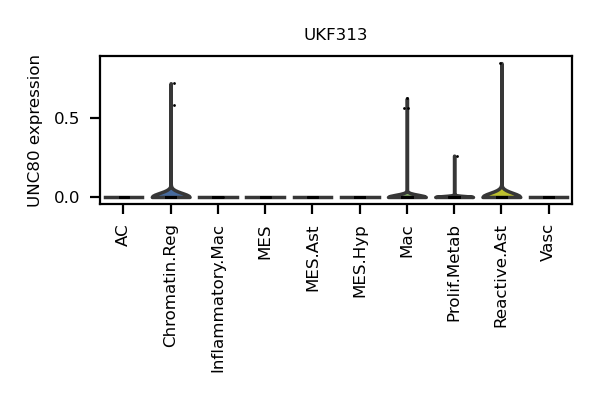 UKF313
UNC80 expression
0.5
0.0
AC
Chromatin.Reg
Inflammatory.Mac
MES
MES.Ast
MES.Hyp
Mac
Prolif.Metab
Reactive.Ast
Vasc